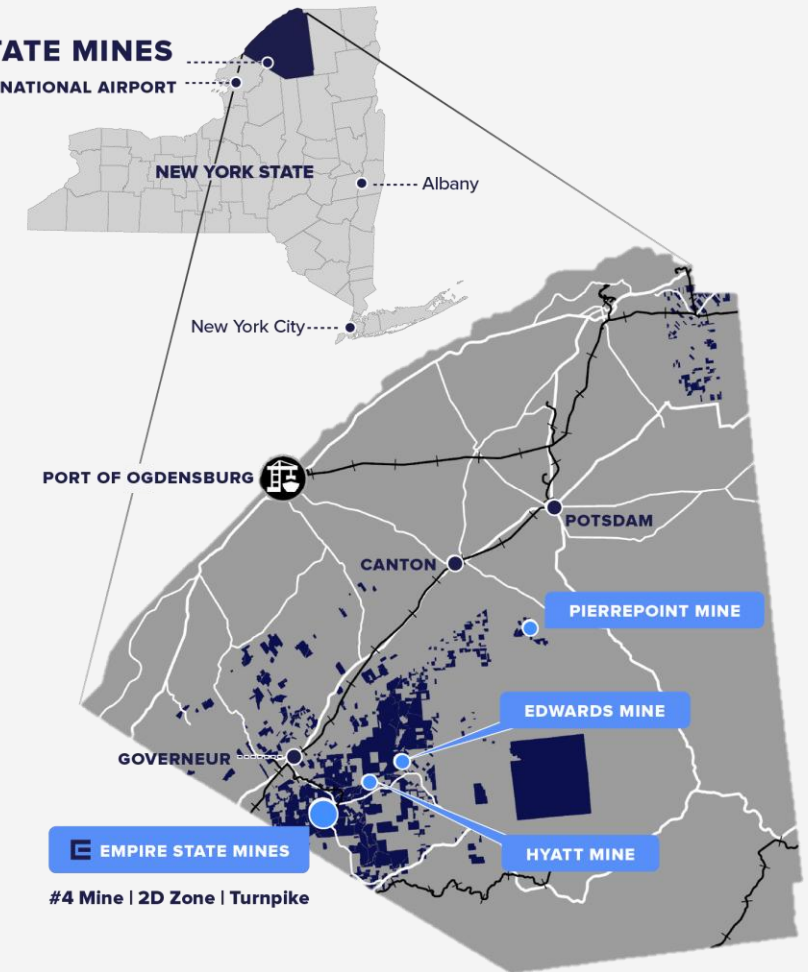 TATE MINES
NATIONAL AIRPORT
NEW YORK STATE
Albany
New York City
PORT OF OGDENSBURG
POTSDAM
CANTON
PIERREPOINT MINE
EDWARDS MINE
GOVERNEUR
EMPIRE STATE MINES
HYATT MINE
#4 Mine | 2D Zone | Turnpike